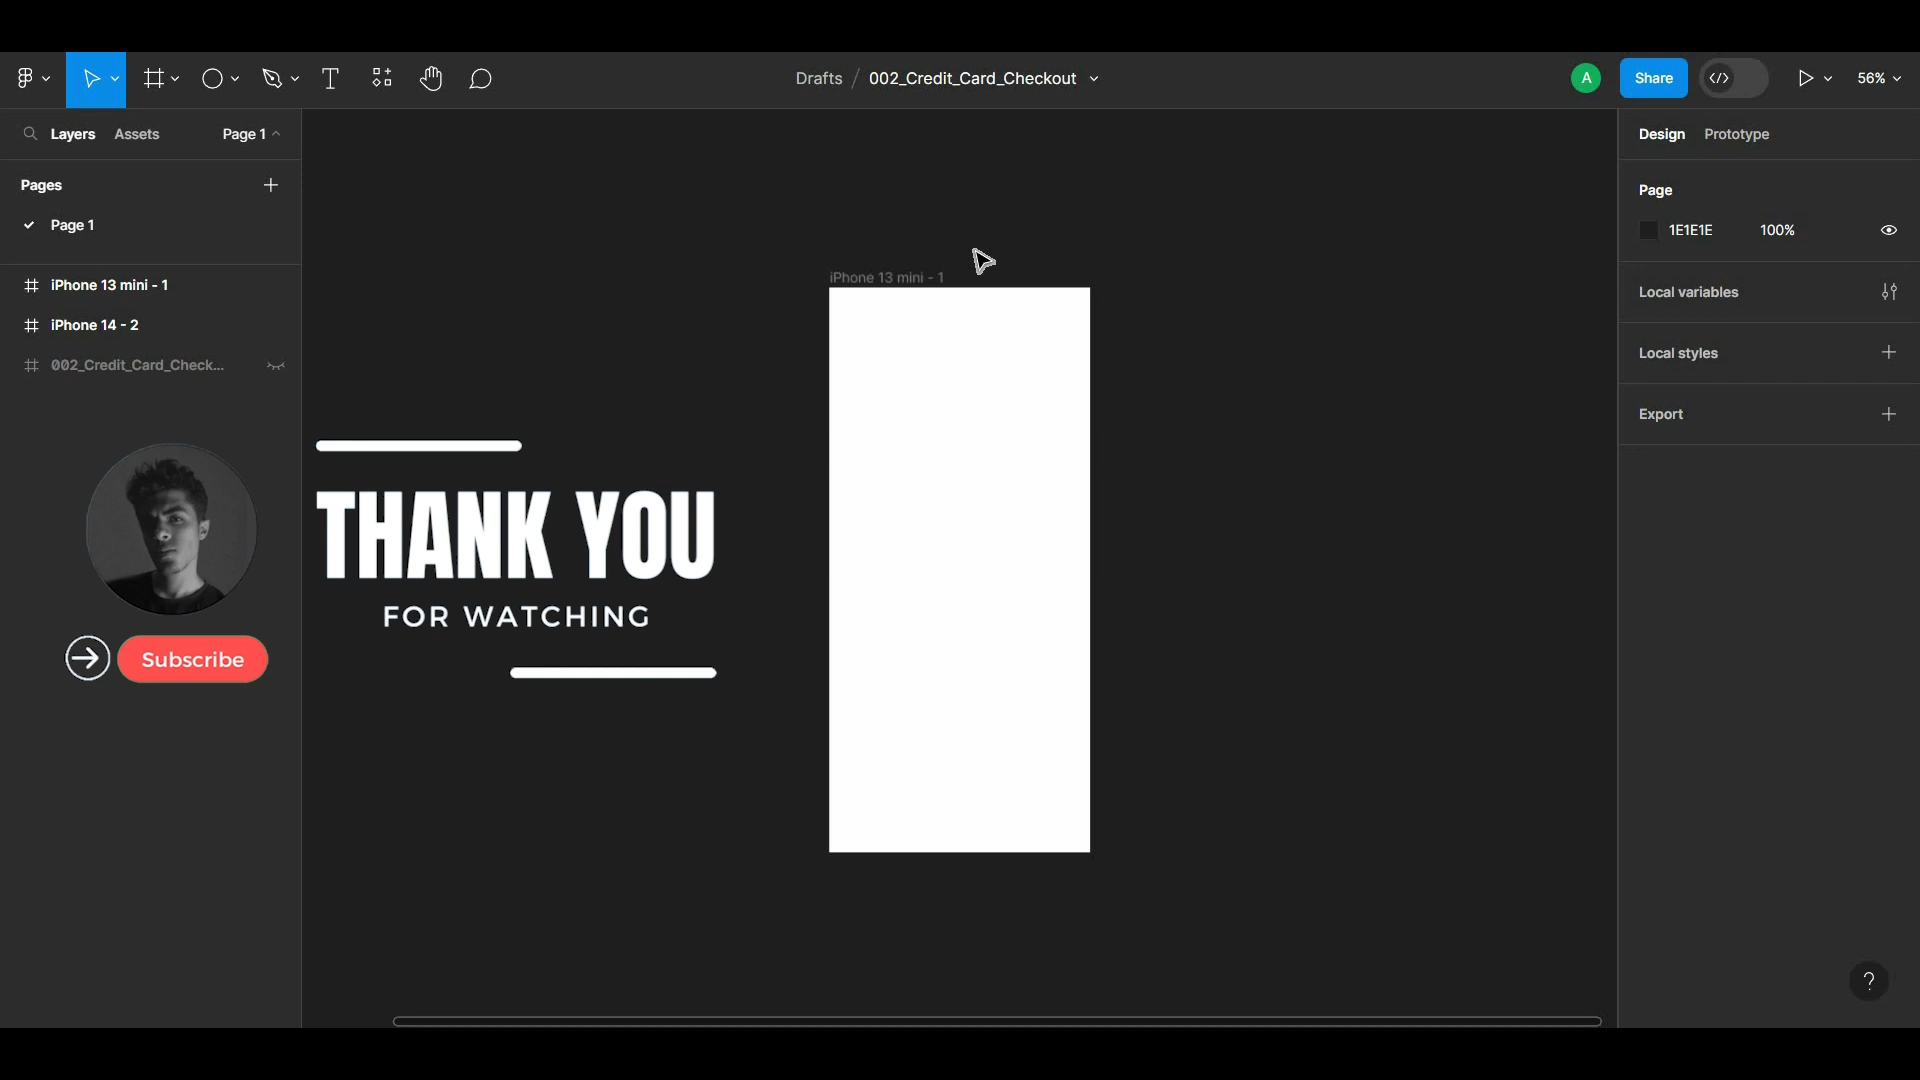 Drafts / 002_Credit_Card_Checkout
A
Share
56%
Layers Assets Page 1
Pages
Page 1
iPhone 13 mini - 1
iPhone 14 - 2
002_Credit_Card_Check...
Subscribe
iPhone 13 mini - 1
THANK YOU
FOR WATCHING
Design Prototype
Page
1E1E1E 100%
Local variables
Local styles
Export
?